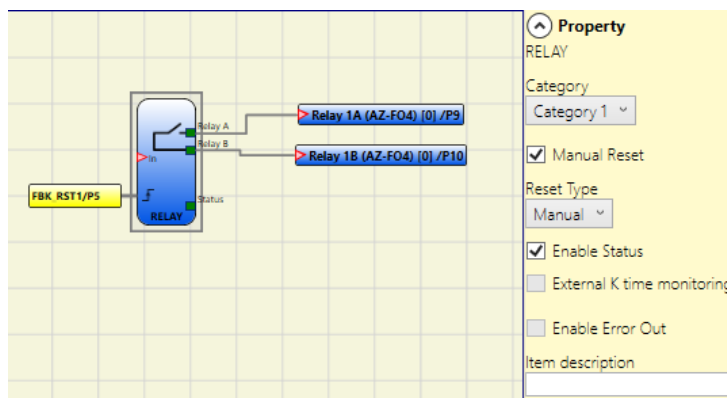 Property
RELAY
Category
Category 1
Manual Reset
Reset Type
Manual
Enable Status
External K time monitoring
Enable Error Out
Item description
Relay A
Relay B
In
Status
RELAY
FBK_RST1/P5
Relay 1A (AZ-FO4) [0] /P9
Relay 1B (AZ-FO4) [0] /P10